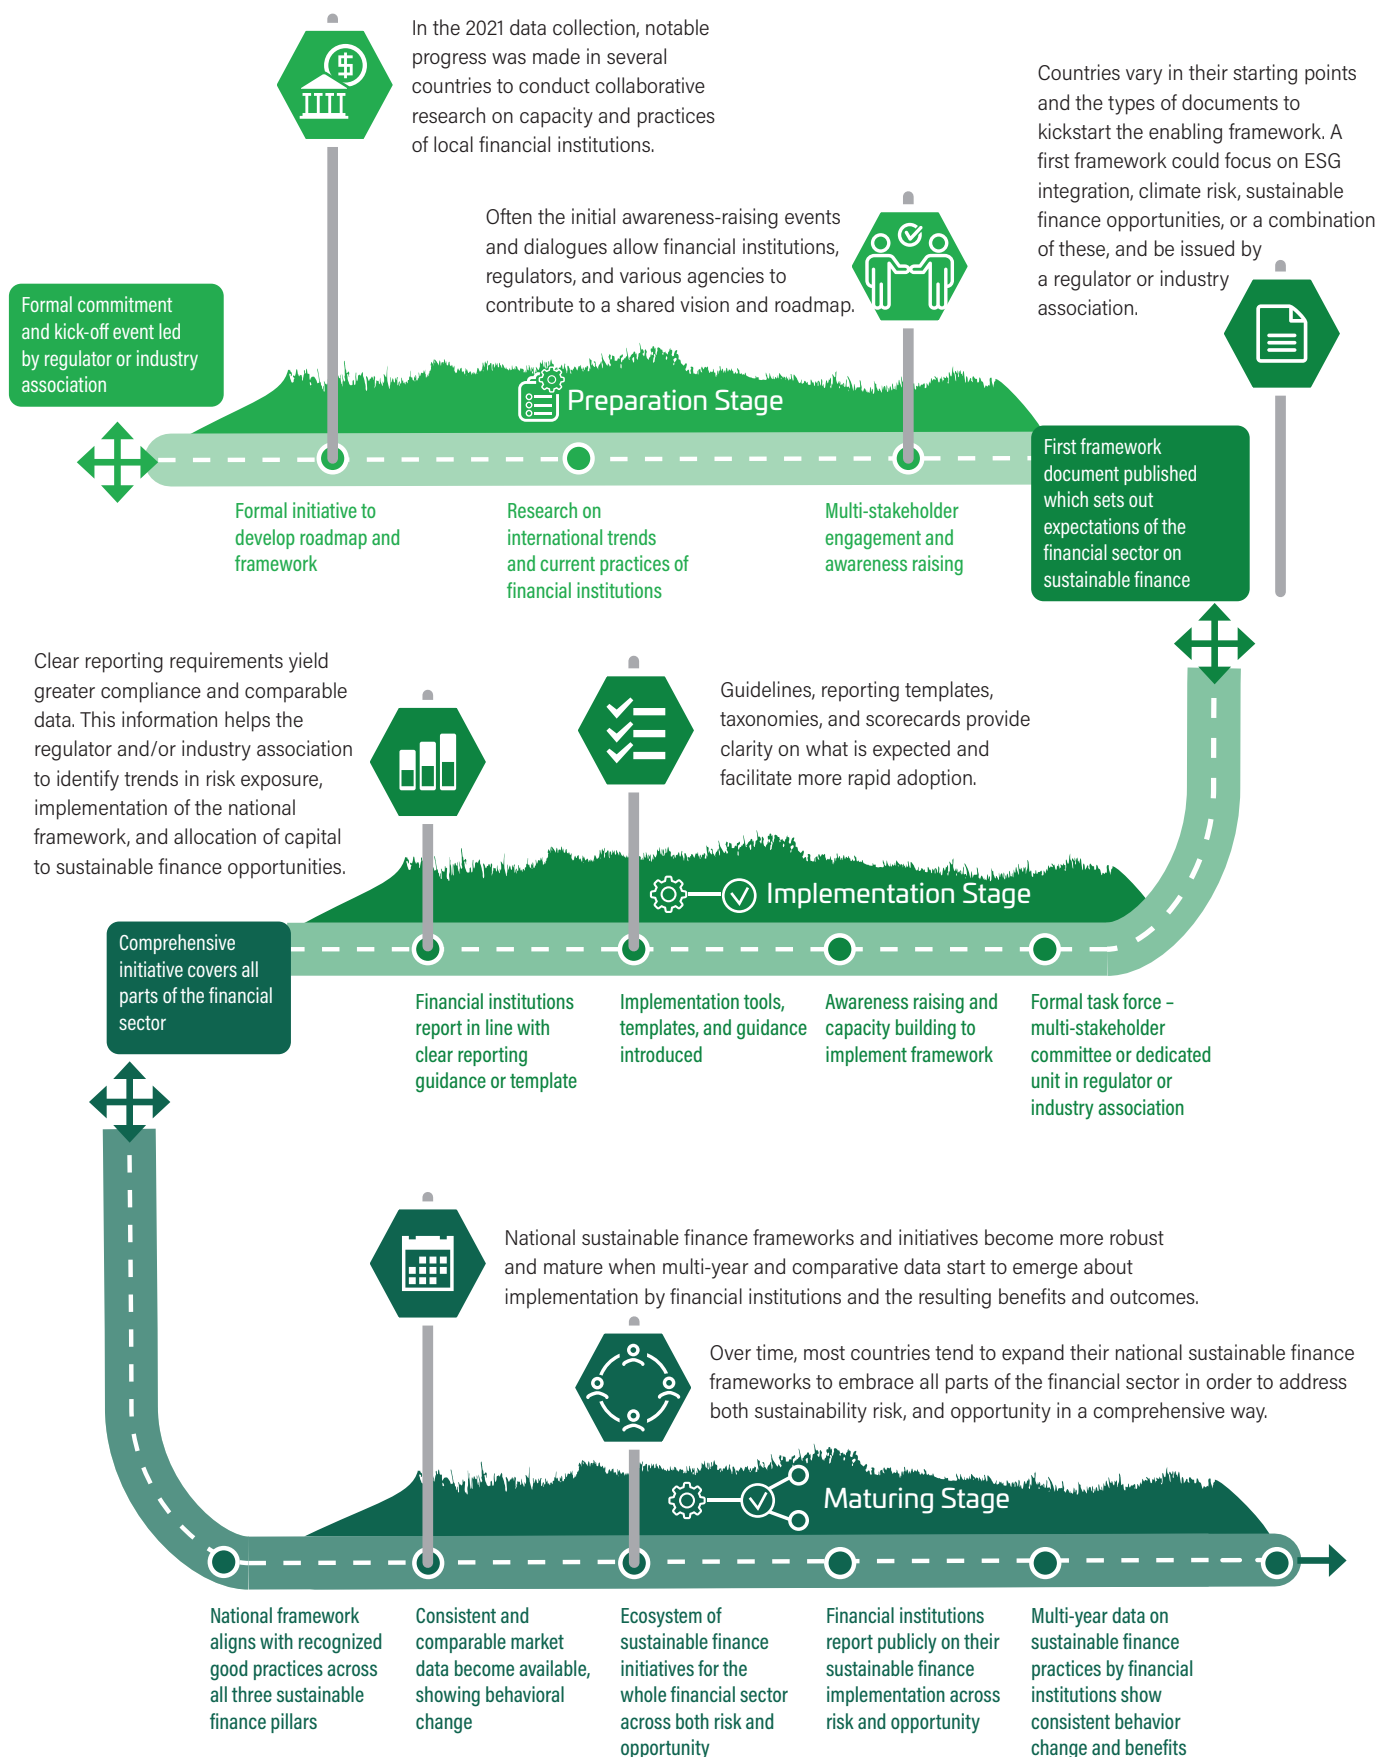 In the 2021 data collection, notable
progress was made in several
countries to conduct collaborative
research on capacity and practices
of local financial institutions.
Countries vary in their starting points
and the types of documents to
kickstart the enabling framework. A
first framework could focus on ESG
integration, climate risk, sustainable
finance opportunities, or a combination
of these, and be issued by
a regulator or industry
association.
Often the initial awareness-raising events
and dialogues allow financial institutions,
regulators, and various agencies to
contribute to a shared vision and roadmap.
Formal commitment
and kick-off event led
by regulator or industry
association
Preparation Stage
Formal initiative to
develop roadmap and
framework
Research on
international trends
and current practices of
financial institutions
Multi-stakeholder
engagement and
awareness raising
First framework
document published
which sets out
expectations of the
financial sector on
sustainable finance
Clear reporting requirements yield
greater compliance and comparable
data. This information helps the
regulator and/or industry association
to identify trends in risk exposure,
implementation of the national
framework, and allocation of capital
to sustainable finance opportunities.
Guidelines, reporting templates,
taxonomies, and scorecards provide
clarity on what is expected and
facilitate more rapid adoption.
Implementation Stage
Comprehensive
initiative covers all
parts of the financial
sector
Financial institutions
report in line with
clear reporting
guidance or template
Implementation tools,
templates, and guidance
introduced
Awareness raising and
capacity building to
implement framework
Formal task force –
multi-stakeholder
committee or dedicated
unit in regulator or
industry association
National sustainable finance frameworks and initiatives become more robust
and mature when multi-year and comparative data start to emerge about
implementation by financial institutions and the resulting benefits and outcomes.
Over time, most countries tend to expand their national sustainable finance
frameworks to embrace all parts of the financial sector in order to address
both sustainability risk, and opportunity in a comprehensive way.
Maturing Stage
National framework
aligns with recognized
good practices across
all three sustainable
finance pillars
Consistent and
comparable market
data become available,
showing behavioral
change
Ecosystem of
sustainable finance
initiatives for the
whole financial sector
across both risk and
opportunity
Financial institutions
report publicly on their
sustainable finance
implementation across
risk and opportunity
Multi-year data on
sustainable finance
practices by financial
institutions show
consistent behavior
change and benefits